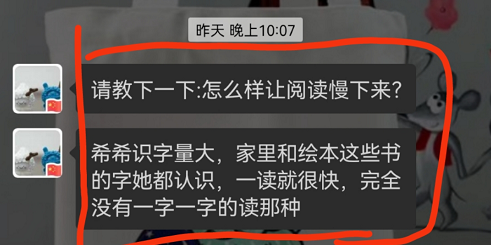 昨天 晚上10:07
请教下一下:怎么样让阅读慢下来?
希希识字量大，家里和绘本这些书
的字她都认识，一读就很快，完全
没有一字一字的读那种